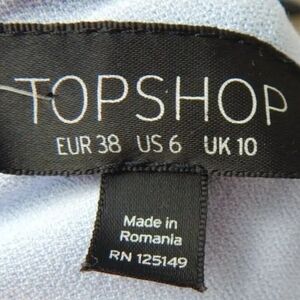 TOPSHOP
EUR 38 US 6 UK 10
Made in
Romania
RN 125149